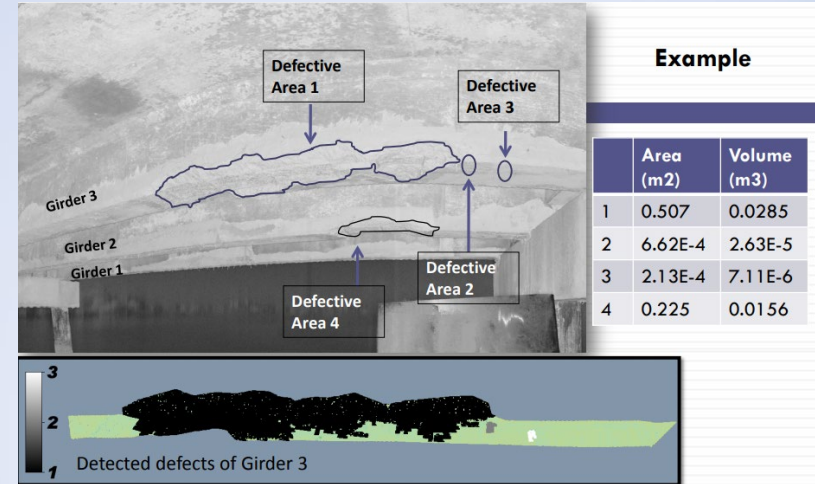 Example
Defective
Area 1
Defective
Area 3
Girder 3
Girder 2
Girder 1
Defective
Area 2
Defective
Area 4
Area
(m2)
Volume
(m3)
1 0.507 0.0285
2 6.62E-4 2.63E-5
3 2.13E-4 7.11E-6
4 0.225 0.0156
3
2
1
Detected defects of Girder 3